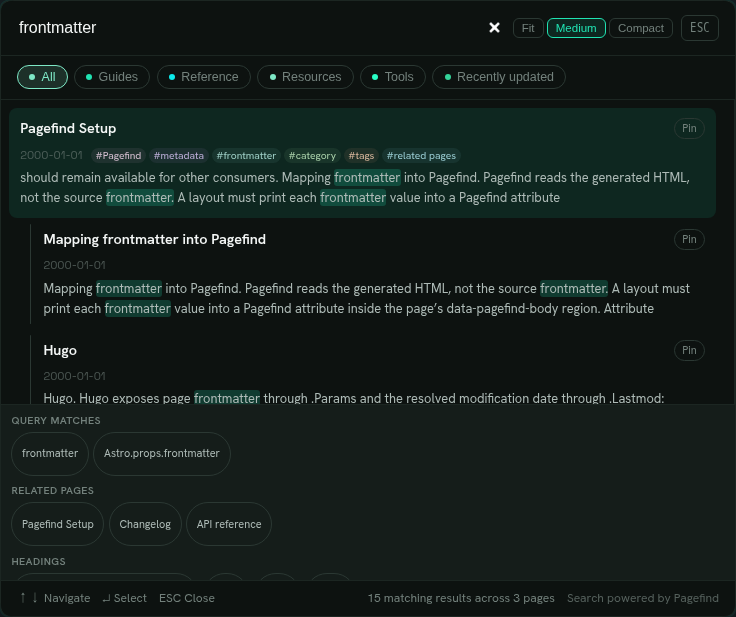 frontmatter
Fit Medium Compact ESC
All Guides Reference Resources Tools Recently updated
Pagefind Setup Pin
2000-01-01 #Pagefind #metadata #frontmatter #category #tags #related pages
should remain available for other consumers. Mapping frontmatter into Pagefind. Pagefind reads the generated HTML,
not the source frontmatter. A layout must print each frontmatter value into a Pagefind attribute
Mapping frontmatter into Pagefind Pin
2000-01-01
Mapping frontmatter into Pagefind. Pagefind reads the generated HTML, not the source frontmatter. A layout must
print each frontmatter value into a Pagefind attribute inside the page’s data-pagefind-body region. Attribute
Hugo Pin
2000-01-01
Hugo. Hugo exposes page frontmatter through .Params and the resolved modification date through .Lastmod:
QUERY MATCHES
frontmatter Astro.props.frontmatter
RELATED PAGES
Pagefind Setup Changelog API reference
HEADINGS
↑ ↓ Navigate ↵ Select ESC Close 15 matching results across 3 pages Search powered by Pagefind